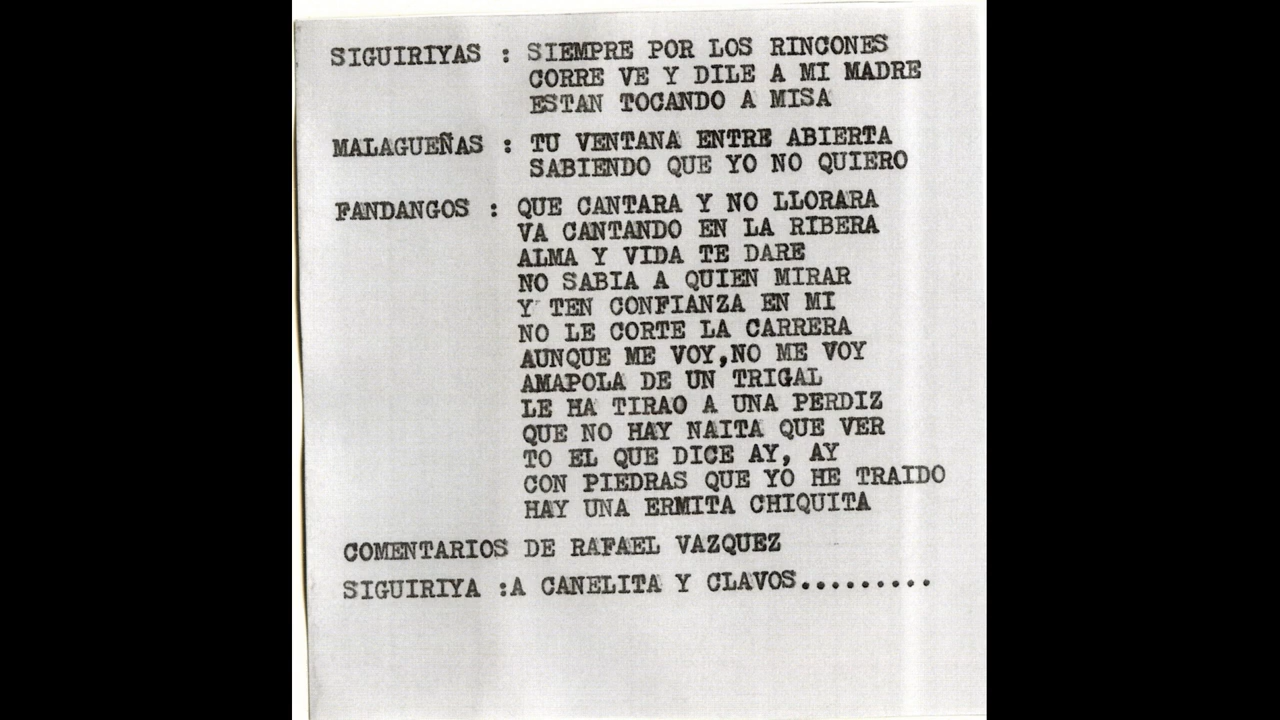 SIGUIRIYAS : SIEMPRE POR LOS RINCONES
CORRE VE Y DILE A MI MADRE
ESTAN TOCANDO A MISA
MALAGUEÑAS : TU VENTANA ENTRE ABIERTA
SABIENDO QUE YO NO QUIERO
FANDANGOS : QUE CANTARA Y NO LLORARA
VA CANTANDO EN LA RIBERA
ALMA Y VIDA TE DARE
NO SABIA A QUIEN MIRAR
Y TEN CONFIANZA EN MI
NO LE CORTE LA CARRERA
AUNQUE ME VOY,NO ME VOY
AMAPOLA DE UN TRIGAL
LE HA TIRAO A UNA PERDIZ
QUE NO HAY NAITA QUE VER
TO EL QUE DICE AY, AY
CON PIEDRAS QUE YO HE TRAIDO
HAY UNA ERMITA CHIQUITA
COMENTARIOS DE RAFAEL VAZQUEZ
SIGUIRIYA :A CANELITA Y CLAVOS.........